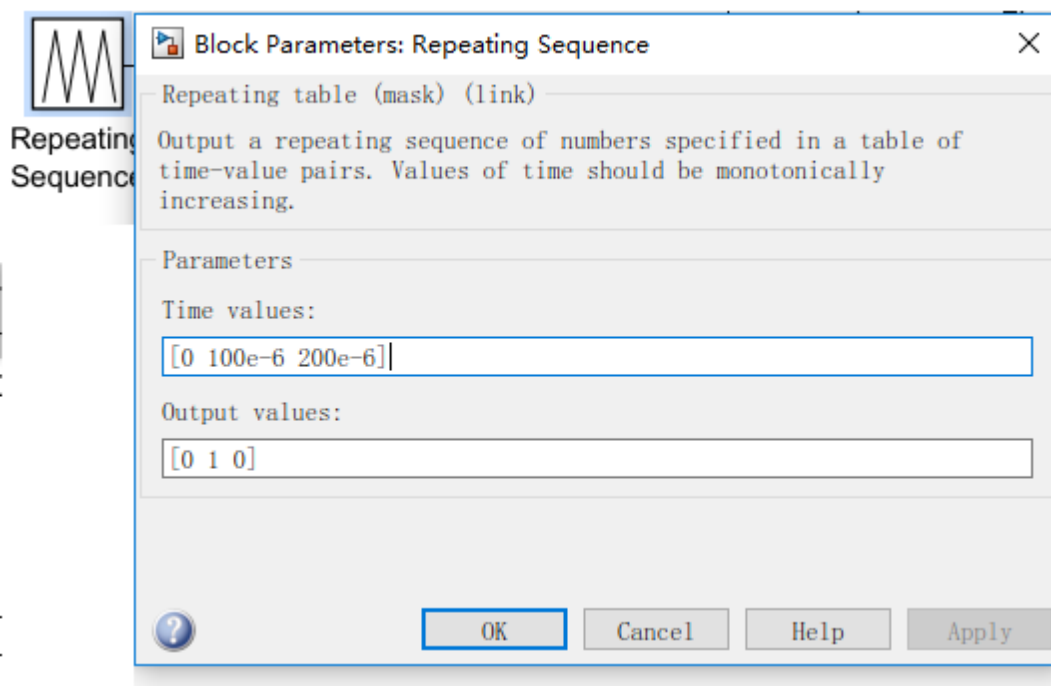 Block Parameters: Repeating Sequence
Repeating
Sequence
Repeating table (mask) (link)
Output a repeating sequence of numbers specified in a table of
time-value pairs. Values of time should be monotonically
increasing.
Parameters
Time values:
[0 100e-6 200e-6]
Output values:
[0 1 0]
OK Cancel Help Apply